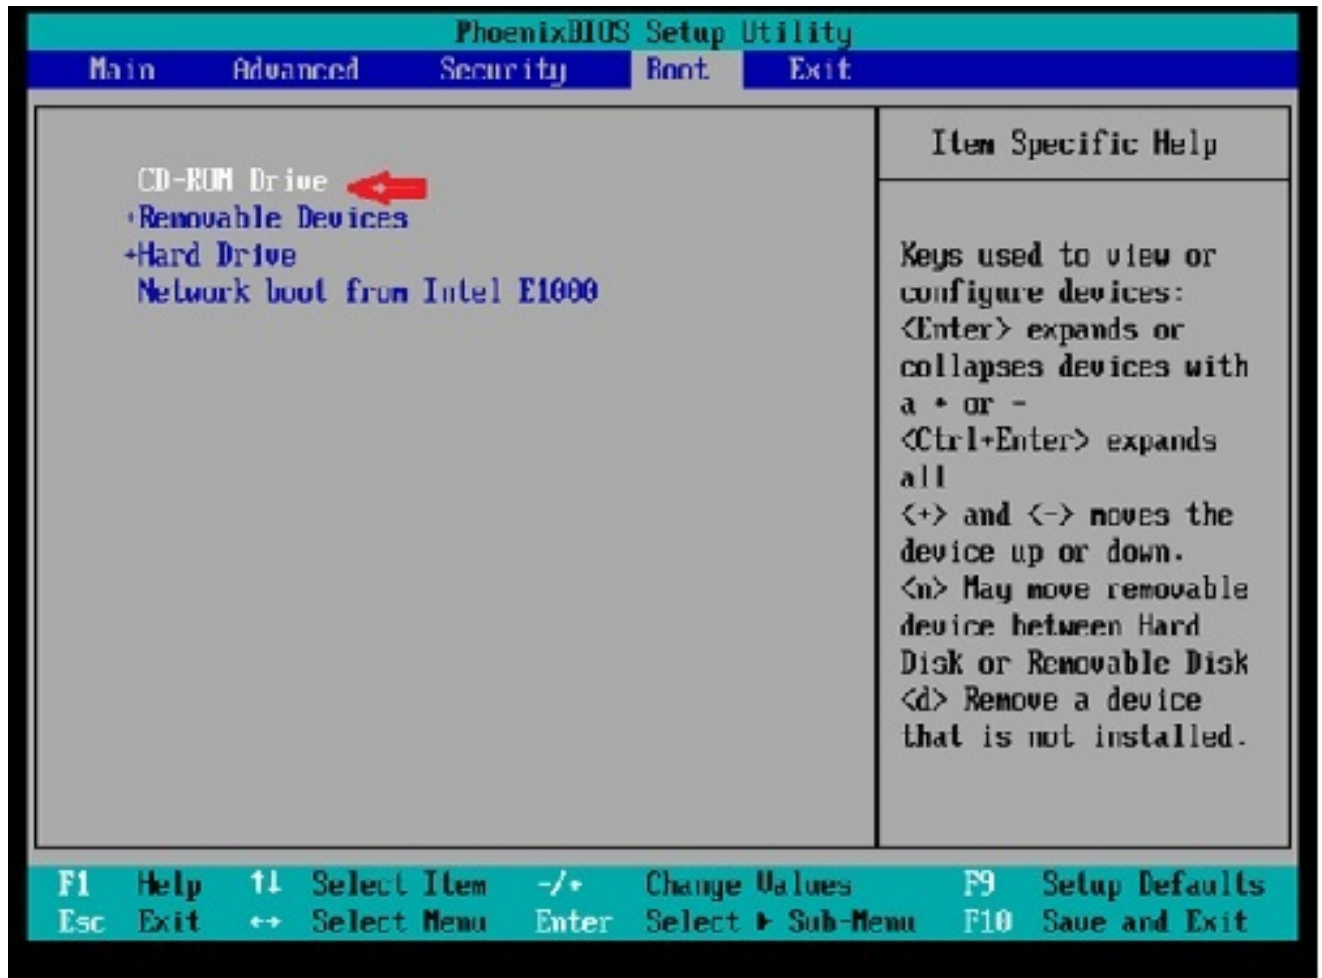 PhoenixBIOS Setup Utility
Main Advanced Security Boot Exit
CD-ROM Drive
+Removable Devices
+Hard Drive
Network boot from Intel E1000
Item Specific Help
Keys used to view or
configure devices:
<Enter> expands or
collapses devices with
a + or -
<Ctrl+Enter> expands
all
<+> and <-> moves the
device up or down.
<n> May move removable
device between Hard
Disk or Removable Disk
<d> Remove a device
that is not installed.
F1 Help ↑↓ Select Item -/+ Change Values F9 Setup Defaults
Esc Exit ↔ Select Menu Enter Select ▶ Sub-Menu F10 Save and Exit